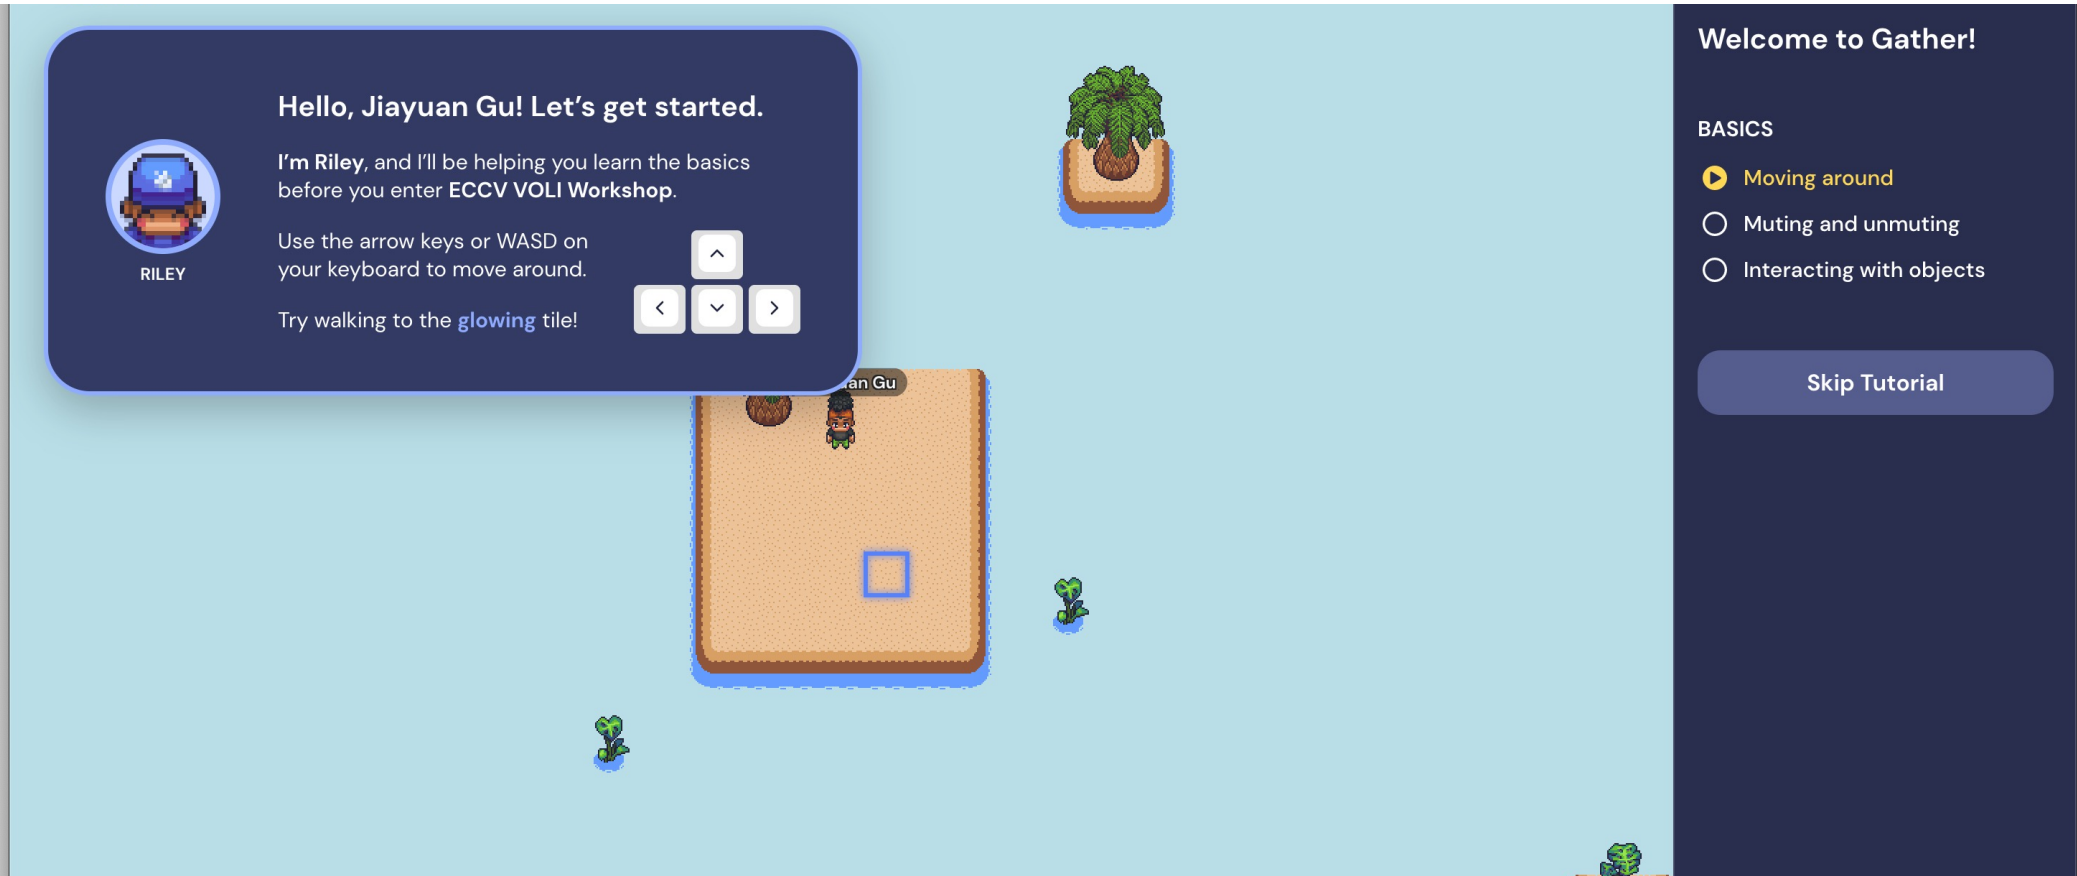 Hello, Jiayuan Gu! Let's get started.
I'm Riley, and I'll be helping you learn the basics
before you enter ECCV VOLI Workshop.
Use the arrow keys or WASD on
your keyboard to move around.
Try walking to the glowing tile!
RILEY
an Gu
Welcome to Gather!
BASICS
Moving around
Muting and unmuting
Interacting with objects
Skip Tutorial